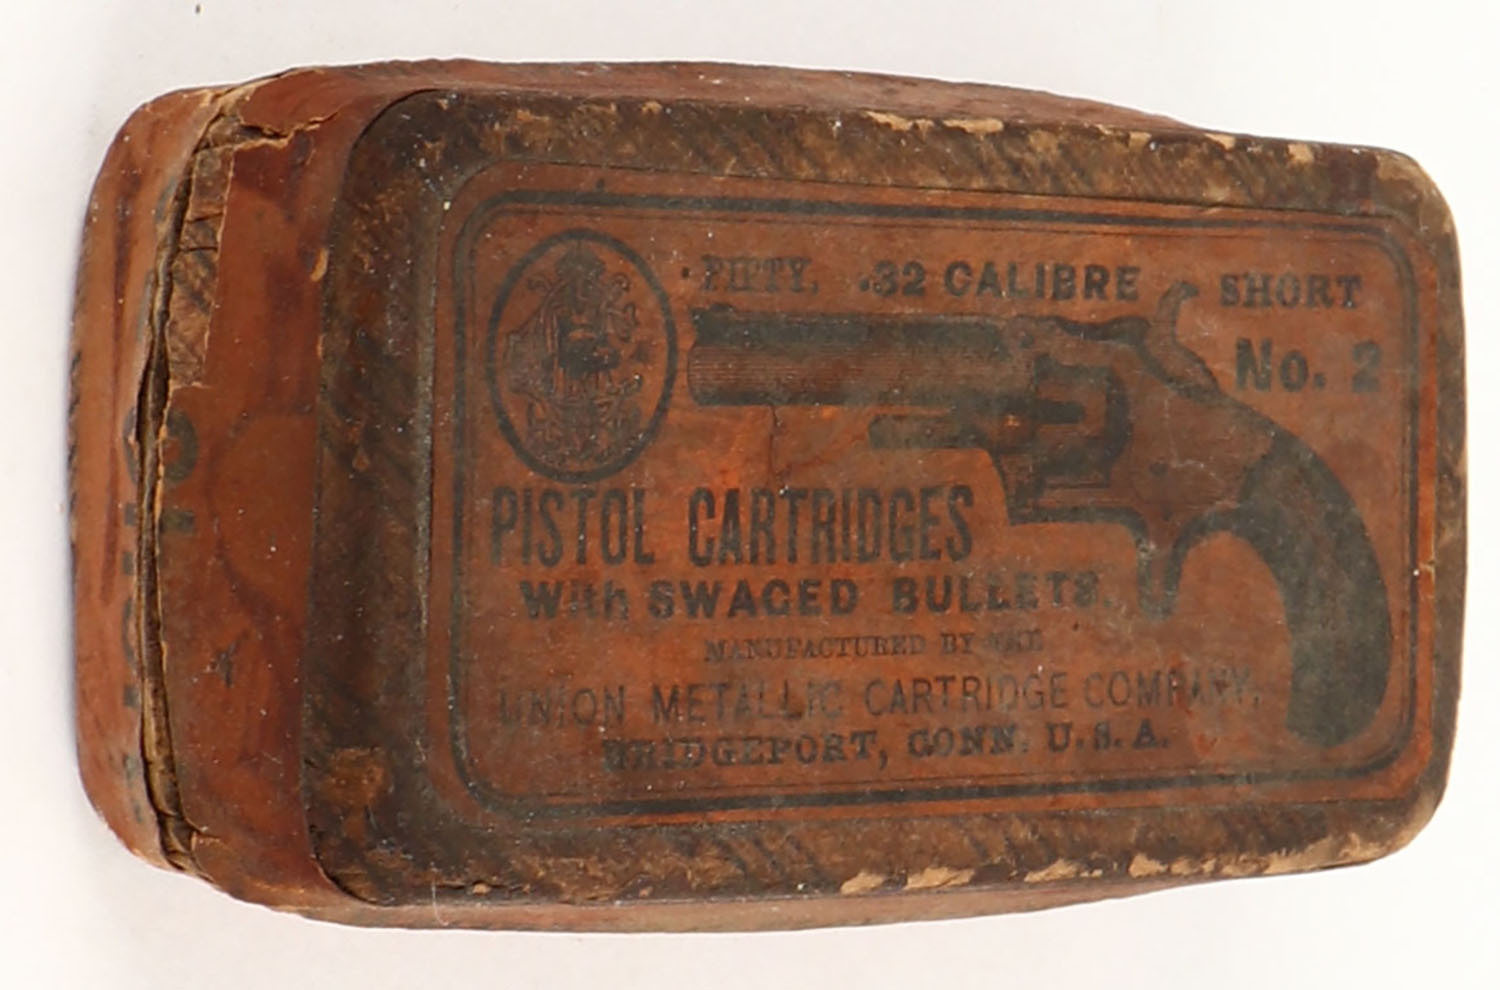 FIFTY, .32 CALIBRE SHORT
No. 2
PISTOL CARTRIDGES
With SWAGED BULLETS.
MANUFACTURED BY THE
UNION METALLIC CARTRIDGE COMPANY,
BRIDGEPORT, CONN. U.S.A.